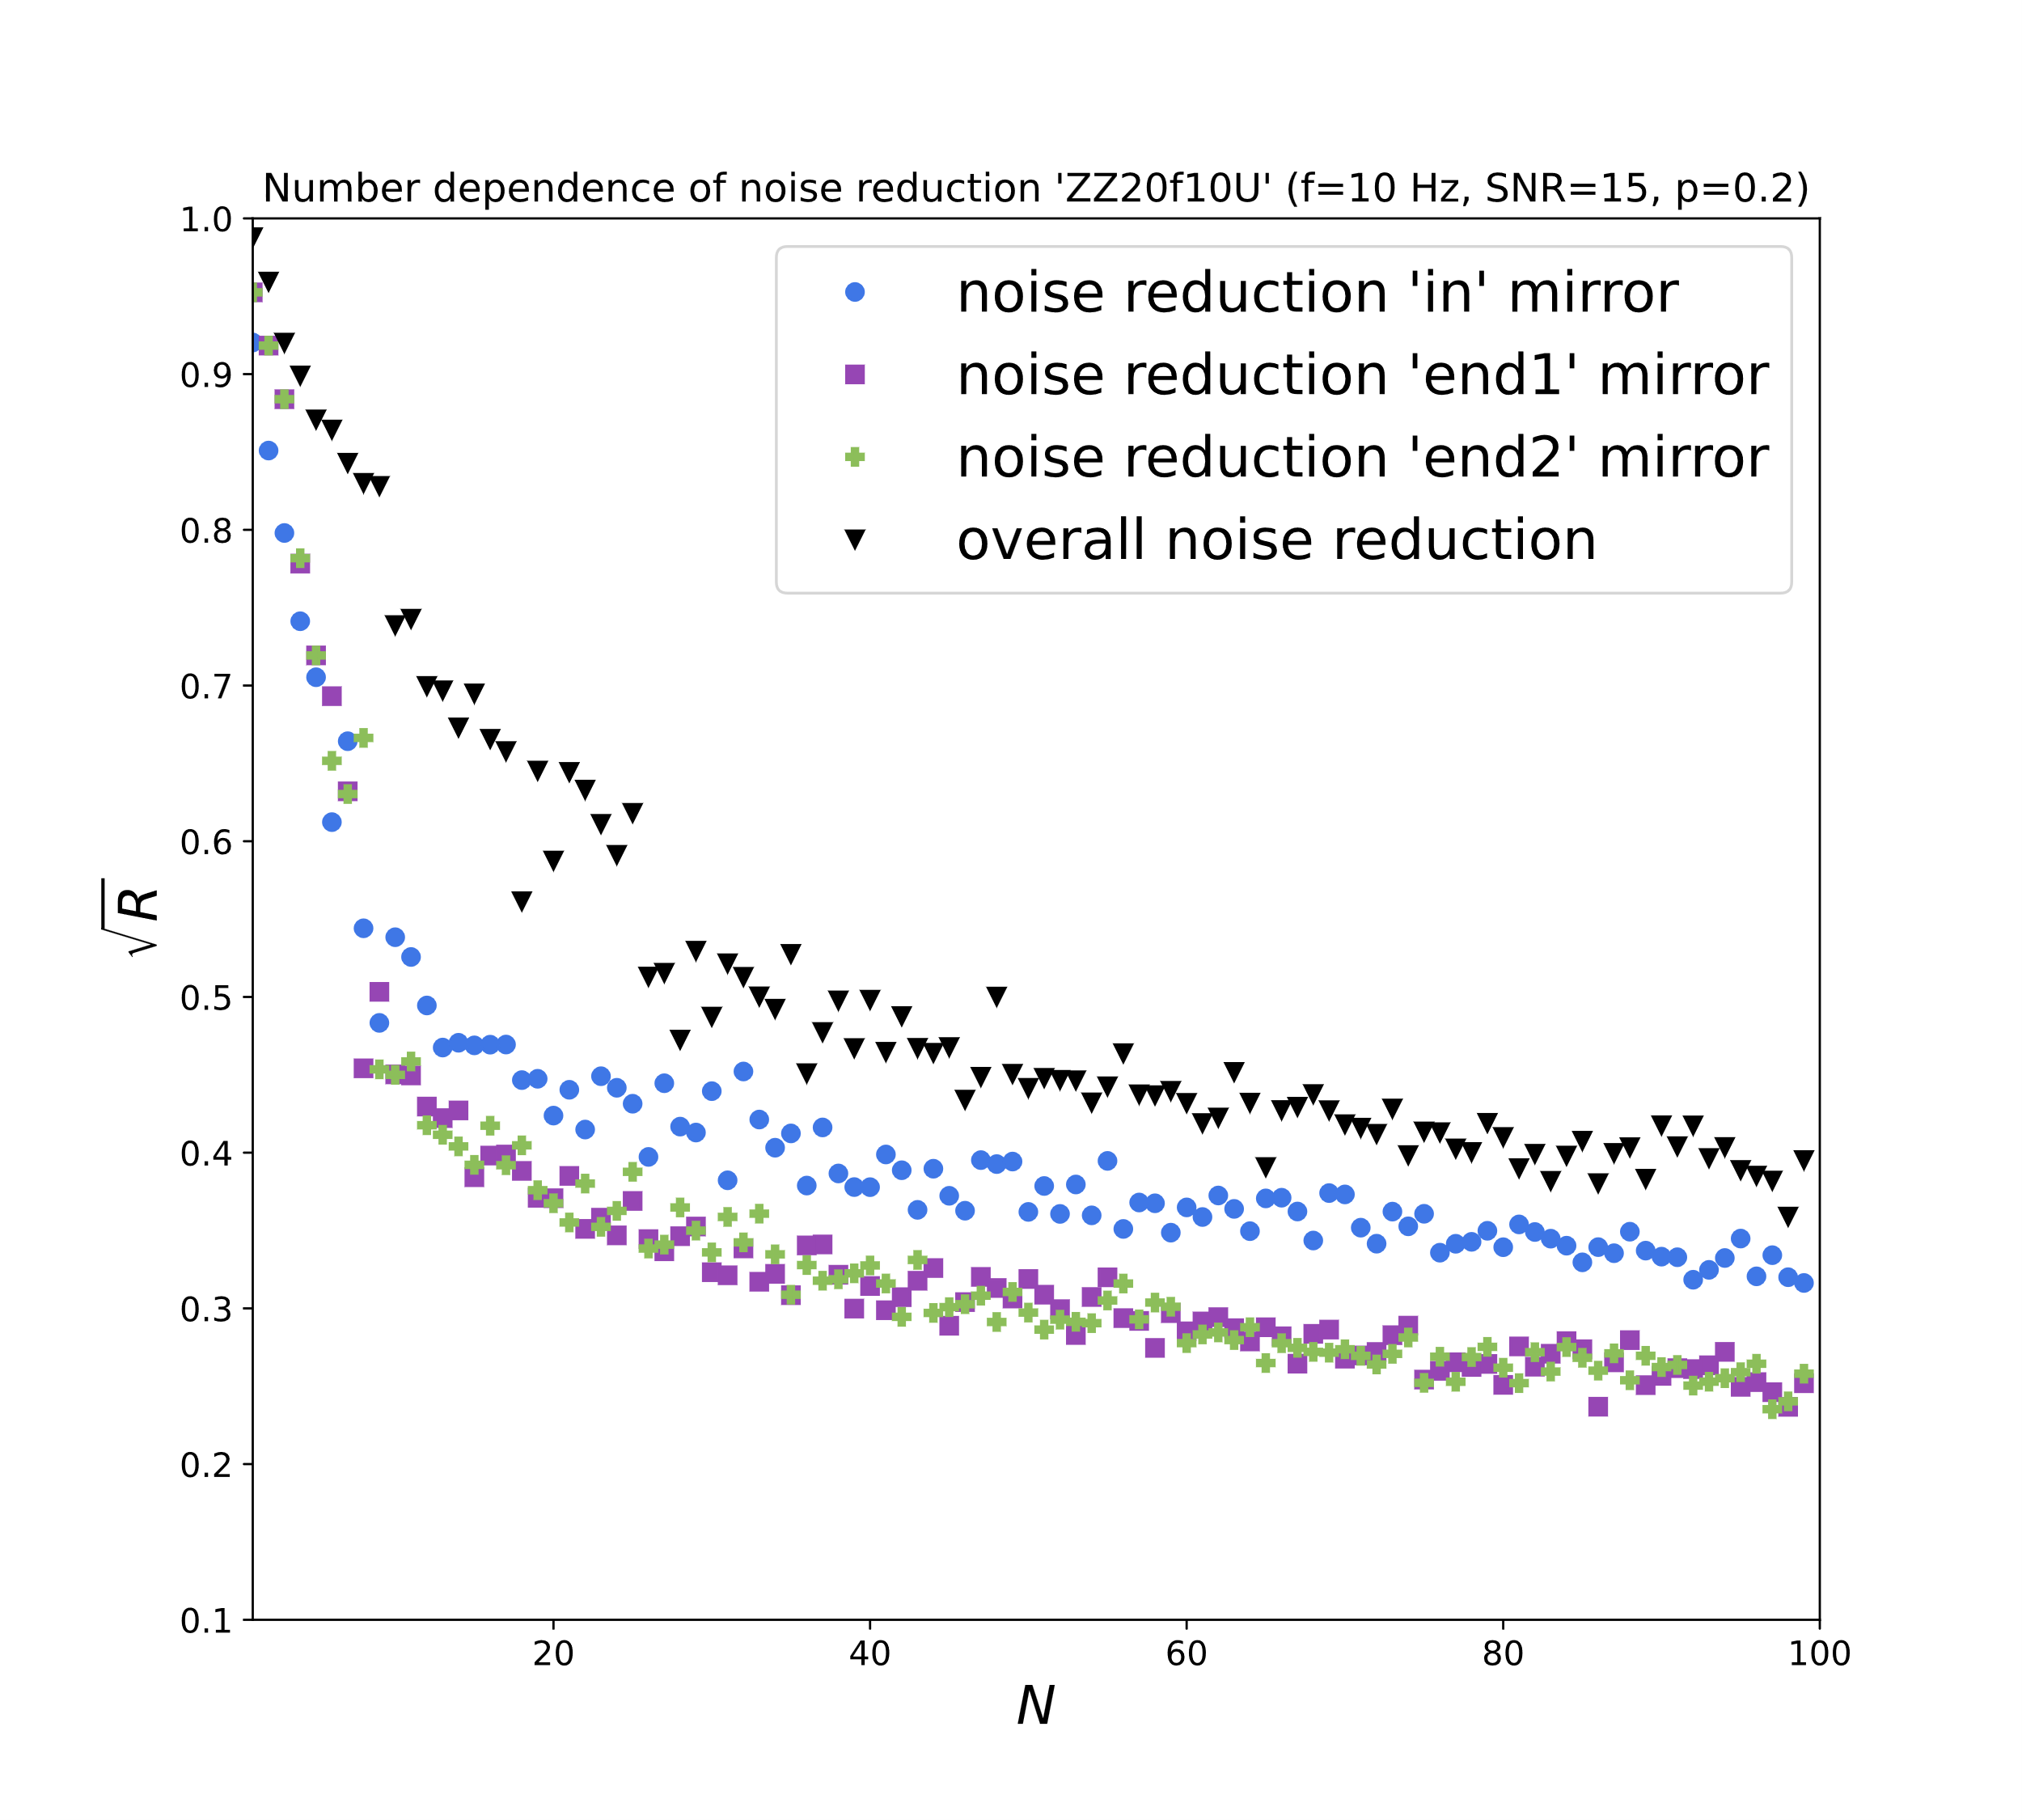 Number dependence of noise reduction 'ZZ20f10U' (f=10 Hz, SNR=15, p=0.2)
noise reduction 'in' mirror
noise reduction 'end1' mirror
noise reduction 'end2' mirror
overall noise reduction
1.0
0.9
0.8
0.7
0.6
0.5
0.4
0.3
0.2
0.1
√R
20 40 60 80 100
N